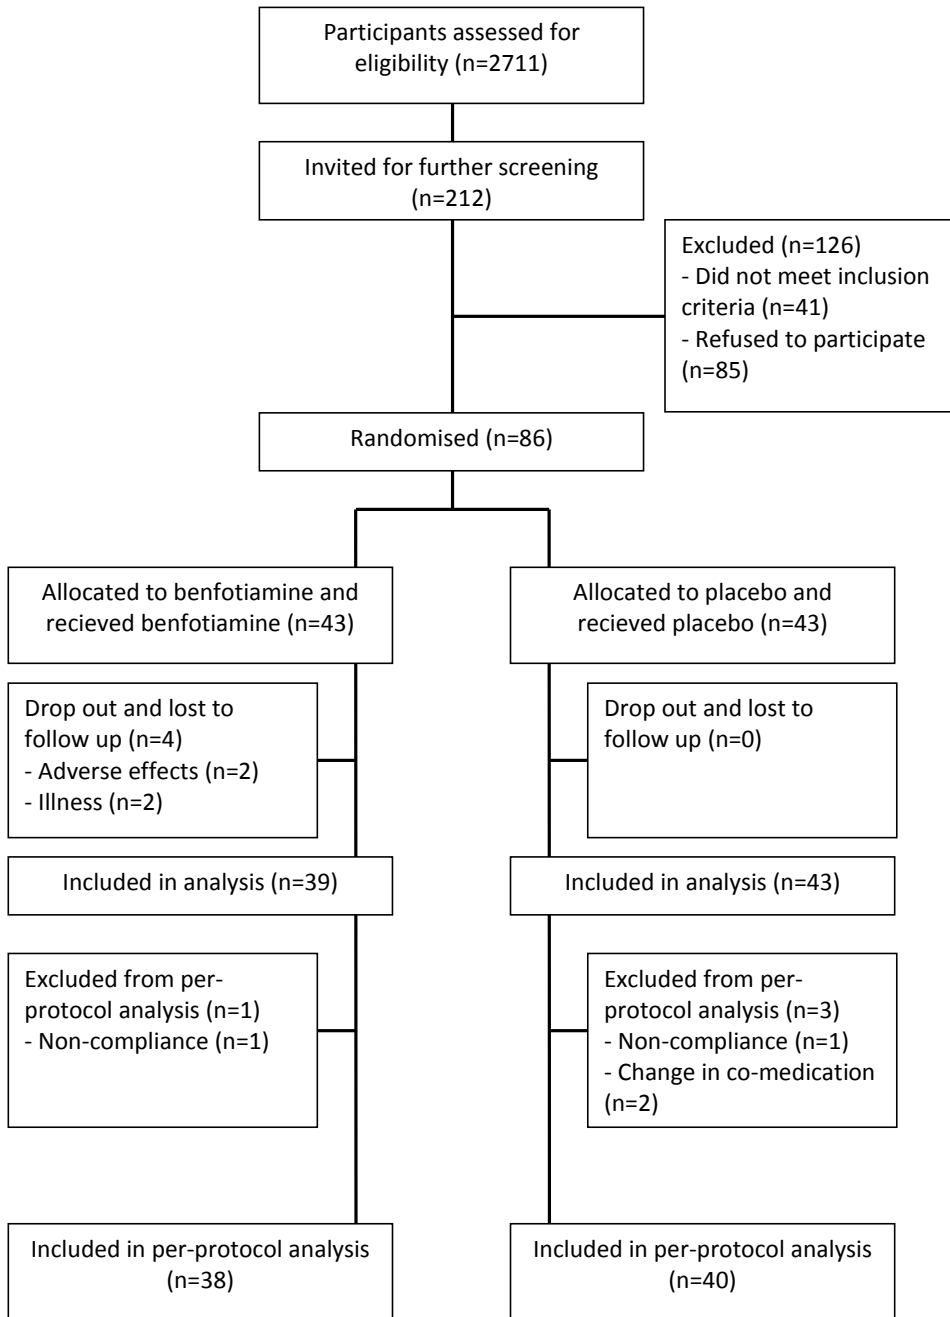 Participants assessed for
eligibility (n=2711)
Invited for further screening
(n=212)
Excluded (n=126)
- Did not meet inclusion
criteria (n=41)
- Refused to participate
(n=85)
Randomised (n=86)
Allocated to benfotiamine and
recieved benfotiamine (n=43)
Allocated to placebo and
recieved placebo (n=43)
Drop out and lost to
follow up (n=4)
- Adverse effects (n=2)
- Illness (n=2)
Drop out and lost to
follow up (n=0)
Included in analysis (n=39)
Included in analysis (n=43)
Excluded from per-
protocol analysis (n=1)
- Non-compliance (n=1)
Excluded from per-
protocol analysis (n=3)
- Non-compliance (n=1)
- Change in co-medication
(n=2)
Included in per-protocol analysis
(n=38)
Included in per-protocol analysis
(n=40)